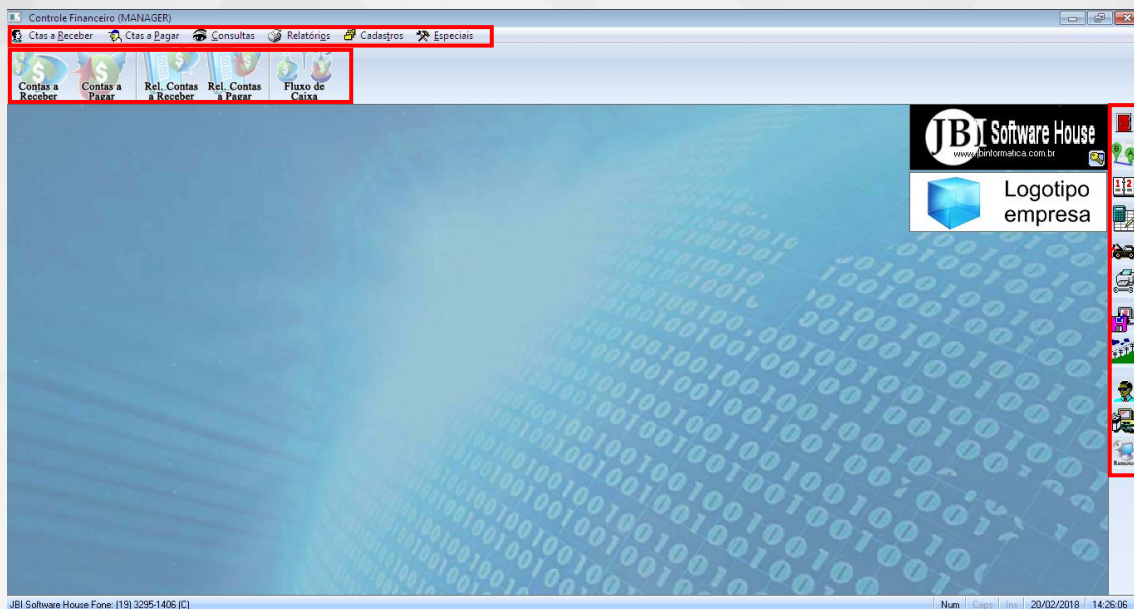 Controle Financeiro (MANAGER)
Ctas a Receber Ctas a Pagar Consultas Relatórios Cadastros Especiais
Contas a Receber
Contas a Pagar
Rel. Contas a Receber
Rel. Contas a Pagar
Fluxo de Caixa
JBI Software House
www.jbinformatica.com.br
Logotipo
empresa
B A
1 2
Remoto
JBI Software House Fone: (19) 3295-1406 (C)
Num Caps Ins 20/02/2018 14:26:06